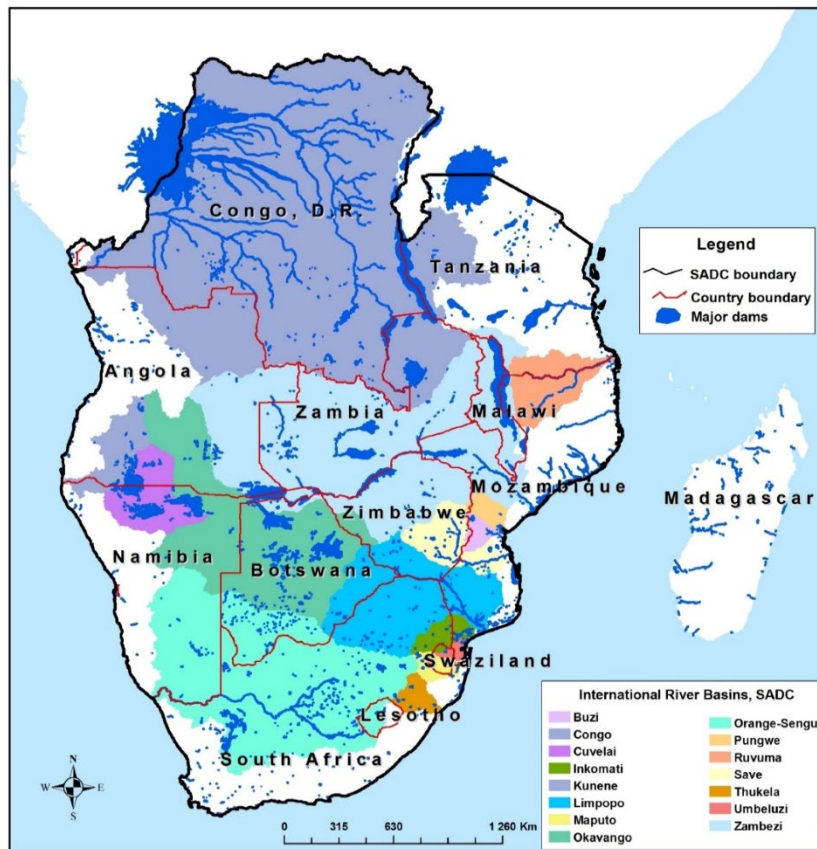 Congo, D.R.
Tanzania
Angola
Zambia
Malawi
Mozambique
Zimbabwe
Madagascar
Namibia
Botswana
Swaziland
Lesotho
South Africa
Legend
SADC boundary
Country boundary
Major dams
International River Basins, SADC
Buzi
Congo
Cuvelai
Inkomati
Kunene
Limpopo
Maputo
Okavango
Orange-Sengu
Pungwe
Ruvuma
Save
Thukela
Umbeluzi
Zambezi
N
W E
S
0 315 630 1 260 Km